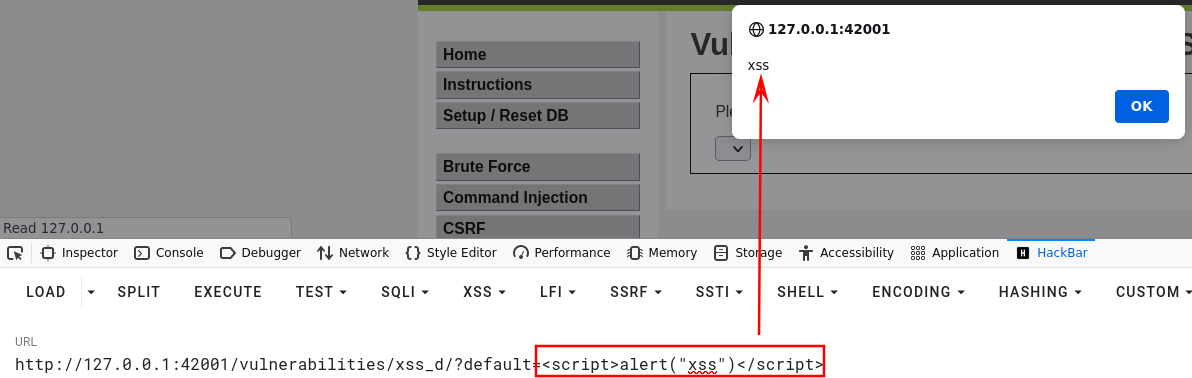 127.0.0.1:42001
xss
OK
Home
Instructions
Setup / Reset DB
Brute Force
Command Injection
CSRF
Read 127.0.0.1
Inspector Console Debugger Network Style Editor Performance Memory Storage Accessibility Application HackBar
LOAD SPLIT EXECUTE TEST SQLI XSS LFI SSRF SSTI SHELL ENCODING HASHING CUSTOM
URL
http://127.0.0.1:42001/vulnerabilities/xss_d/?default=<script>alert("xss")</script>